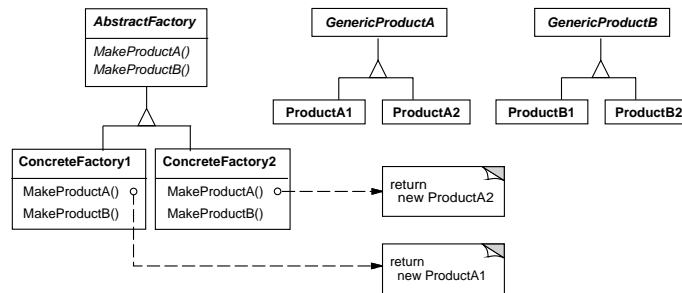 AbstractFactory
MakeProductA()
MakeProductB()
GenericProductA
ProductA1
ProductA2
GenericProductB
ProductB1
ProductB2
ConcreteFactory1
MakeProductA()
MakeProductB()
ConcreteFactory2
MakeProductA()
MakeProductB()
return
new ProductA2
return
new ProductA1